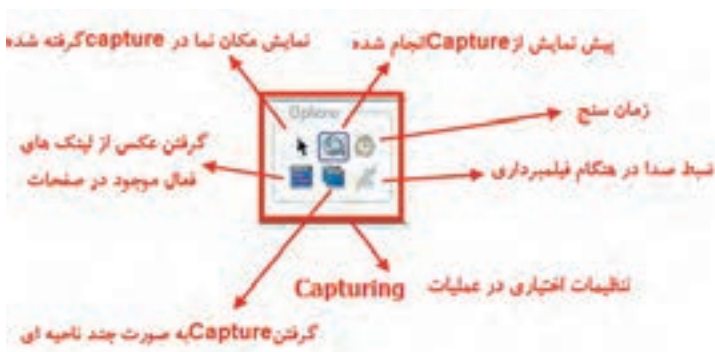 نمایش مکان نما در capture گرفته شده
پیش نمایش از Capture انجام شده
Options
زمان سنج
گرفتن عکس از لینک های
فعال موجود در صفحات
ضبط صدا در هنگام فیلمبرداری
تنظیمات اختیاری در عملیات Capturing
گرفتن Capture به صورت چند ناحیه ای